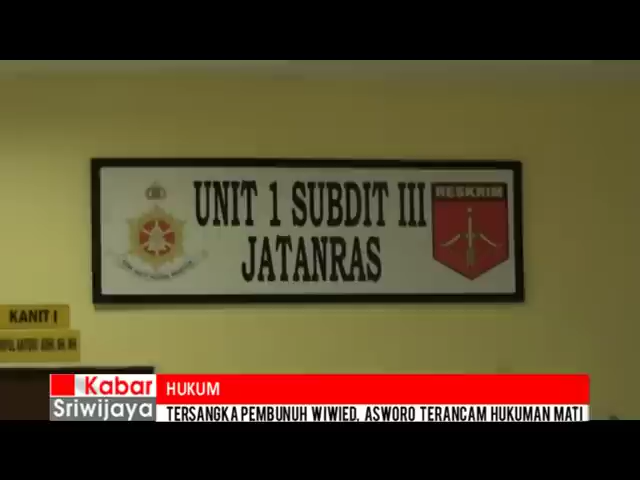 UNIT 1 SUBDIT III
JATANRAS
RESKRIM
KANIT I
Kabar
Sriwijaya
HUKUM
TERSANGKA PEMBUNUH WIWIED, ASWORO TERANCAM HUKUMAN MATI